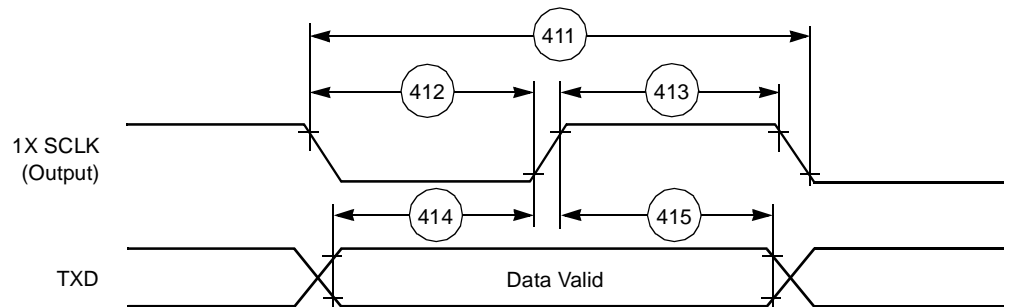 411
412
413
1X SCLK
(Output)
414
415
TXD
Data Valid